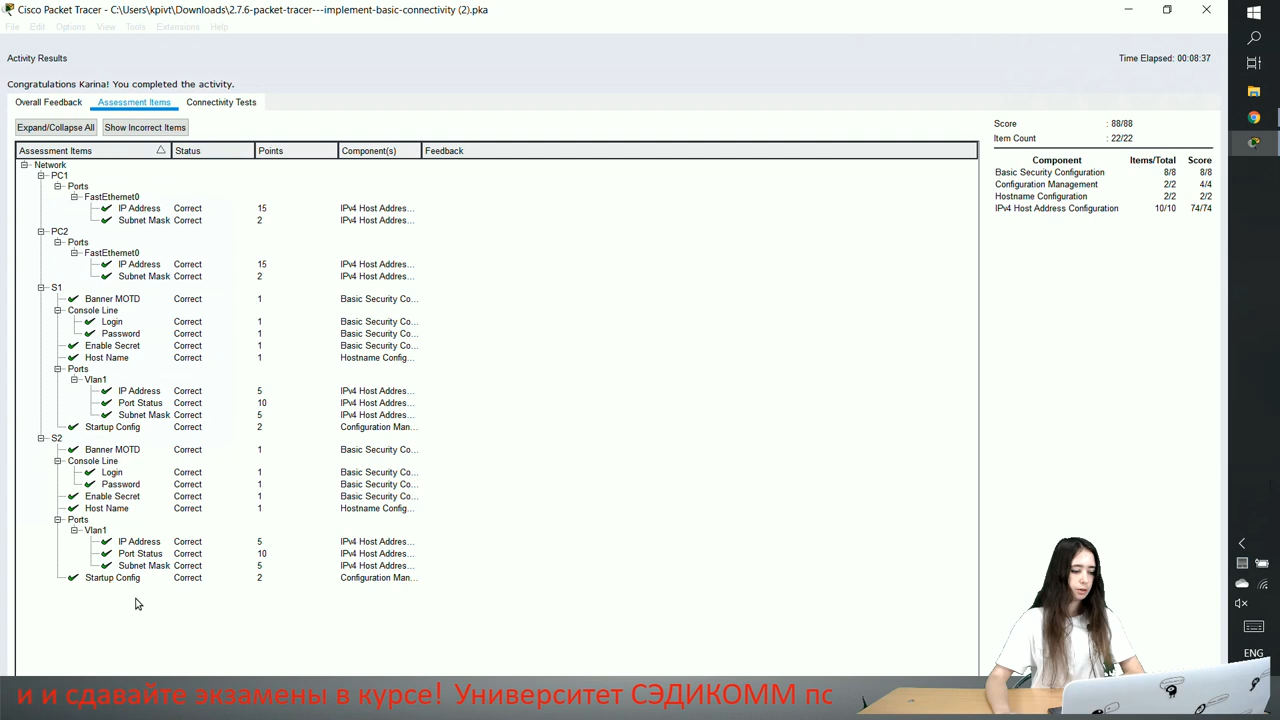 Cisco Packet Tracer - C:\Users\kpivt\Downloads\2.7.6-packet-tracer---implement-basic-connectivity (2).pka
File Edit Options View Tools Extensions Help
Activity Results
Time Elapsed: 00:08:37
Congratulations Karina! You completed the activity.
Overall Feedback Assessment Items Connectivity Tests
Expand/Collapse All Show Incorrect Items
Assessment Items Status Points Component(s) Feedback
Network
PC1
Ports
FastEthernet0
IP Address Correct 15 IPv4 Host Addres...
Subnet Mask Correct 2 IPv4 Host Addres...
PC2
Ports
FastEthernet0
IP Address Correct 15 IPv4 Host Addres...
Subnet Mask Correct 2 IPv4 Host Addres...
S1
Banner MOTD Correct 1 Basic Security Co...
Console Line
Login Correct 1 Basic Security Co...
Password Correct 1 Basic Security Co...
Enable Secret Correct 1 Basic Security Co...
Host Name Correct 1 Hostname Config...
Ports
Vlan1
IP Address Correct 5 IPv4 Host Addres...
Port Status Correct 10 IPv4 Host Addres...
Subnet Mask Correct 5 IPv4 Host Addres...
Startup Config Correct 2 Configuration Man...
S2
Banner MOTD Correct 1 Basic Security Co...
Console Line
Login Correct 1 Basic Security Co...
Password Correct 1 Basic Security Co...
Enable Secret Correct 1 Basic Security Co...
Host Name Correct 1 Hostname Config...
Ports
Vlan1
IP Address Correct 5 IPv4 Host Addres...
Port Status Correct 10 IPv4 Host Addres...
Subnet Mask Correct 5 IPv4 Host Addres...
Startup Config Correct 2 Configuration Man...
Score : 88/88
Item Count : 22/22
Component Items/Total Score
Basic Security Configuration 8/8 8/8
Configuration Management 2/2 4/4
Hostname Configuration 2/2 2/2
IPv4 Host Address Configuration 10/10 74/74
ENG
и и сдавайте экзамены в курсе! Университет СЭДИКОММ пс